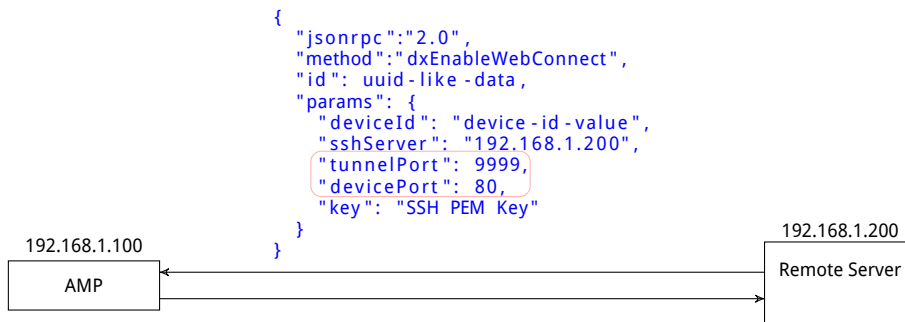 {
"jsonrpc":"2.0",
"method":"dxEnableWebConnect",
"id": uuid-like-data,
"params": {
"deviceId": "device-id-value",
"sshServer": "192.168.1.200",
"tunnelPort": 9999,
"devicePort": 80,
"key": "SSH PEM Key"
}
}
192.168.1.100
AMP
192.168.1.200
Remote Server